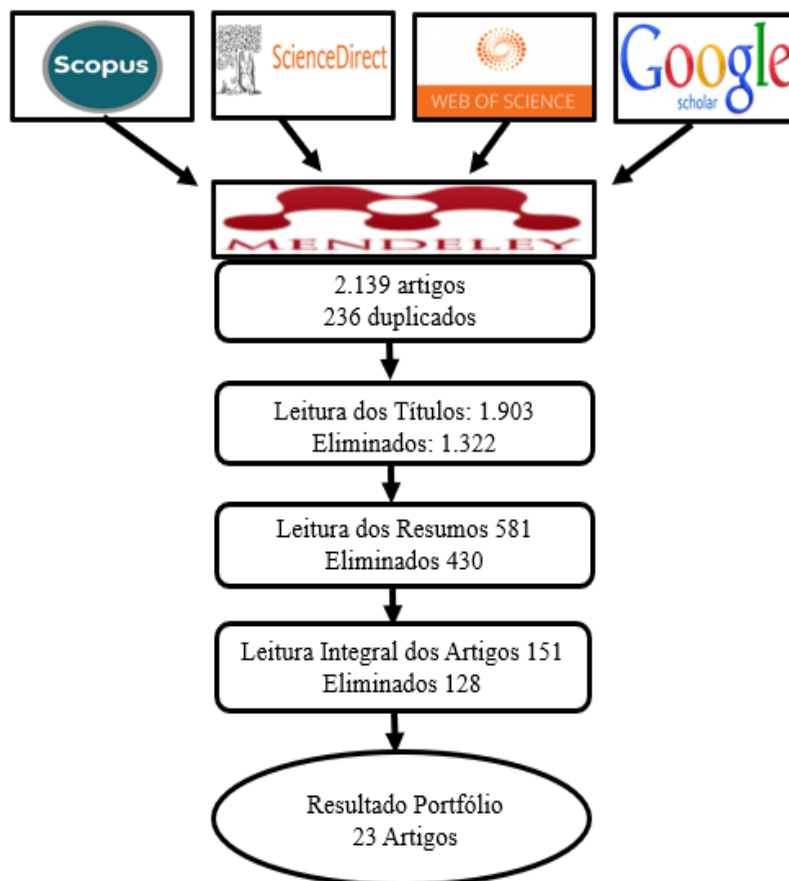 Scopus
ScienceDirect
WEB OF SCIENCE
Google
scholar
MENDELEY
2.139 artigos
236 duplicados
Leitura dos Títulos: 1.903
Eliminados: 1.322
Leitura dos Resumos 581
Eliminados 430
Leitura Integral dos Artigos 151
Eliminados 128
Resultado Portfólio
23 Artigos